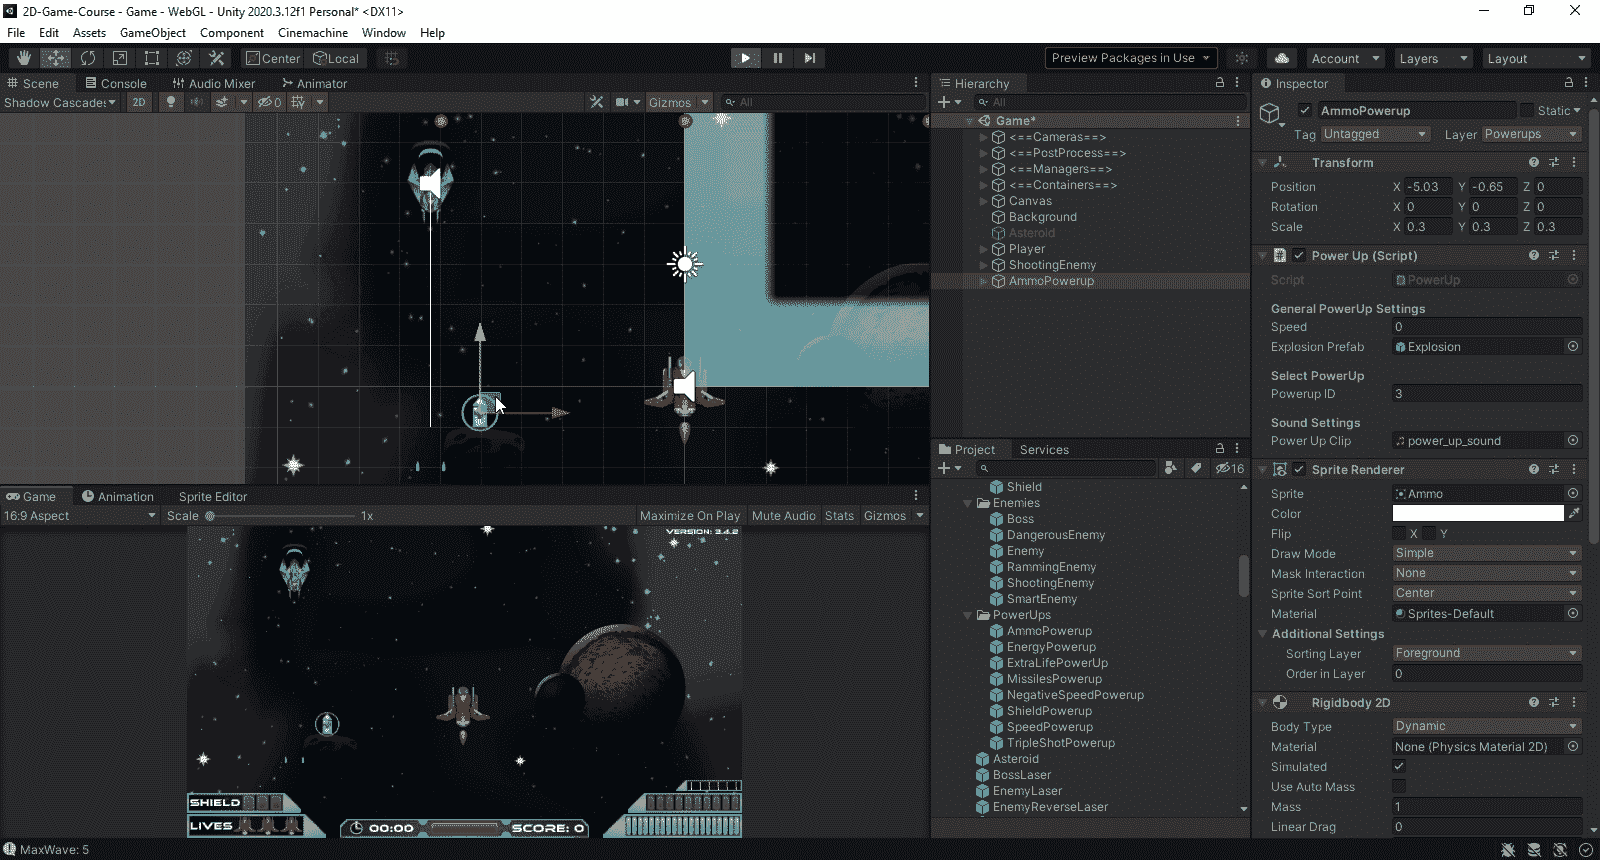 2D-Game-Course - Game - WebGL - Unity 2020.3.12f1 Personal* <DX11>
File Edit Assets GameObject Component Cinemachine Window Help
Center Local Preview Packages in Use Account Layers Layout
Scene Console Audio Mixer Animator
Shadow Cascades 2D 0 Gizmos All
Hierarchy
All
Game*
<==Cameras==>
<==PostProcess==>
<==Managers==>
<==Containers==>
Canvas
Background
Asteroid
Player
ShootingEnemy
AmmoPowerup
Project Services
16
Shield
Enemies
Boss
DangerousEnemy
Enemy
RammingEnemy
ShootingEnemy
SmartEnemy
PowerUps
AmmoPowerup
EnergyPowerup
ExtraLifePowerUp
MissilesPowerup
NegativeSpeedPowerup
ShieldPowerup
SpeedPowerup
TripleShotPowerup
Asteroid
BossLaser
EnemyLaser
EnemyReverseLaser
Inspector
AmmoPowerup Static
Tag Untagged Layer Powerups
Transform
Position X -5.03 Y -0.65 Z 0
Rotation X 0 Y 0 Z 0
Scale X 0.3 Y 0.3 Z 0.3
Power Up (Script)
Script PowerUp
General PowerUp Settings
Speed 0
Explosion Prefab Explosion
Select PowerUp
Powerup ID 3
Sound Settings
Power Up Clip power_up_sound
Sprite Renderer
Sprite Ammo
Color
Flip X Y
Draw Mode Simple
Mask Interaction None
Sprite Sort Point Center
Material Sprites-Default
Additional Settings
Sorting Layer Foreground
Order in Layer 0
Rigidbody 2D
Body Type Dynamic
Material None (Physics Material 2D)
Simulated
Use Auto Mass
Mass 1
Linear Drag 0
Game Animation Sprite Editor
16:9 Aspect Scale 1x Maximize On Play Mute Audio Stats Gizmos
VERSION: 3.4.2
SHIELD
LIVES
00:00 SCORE: 0
MaxWave: 5